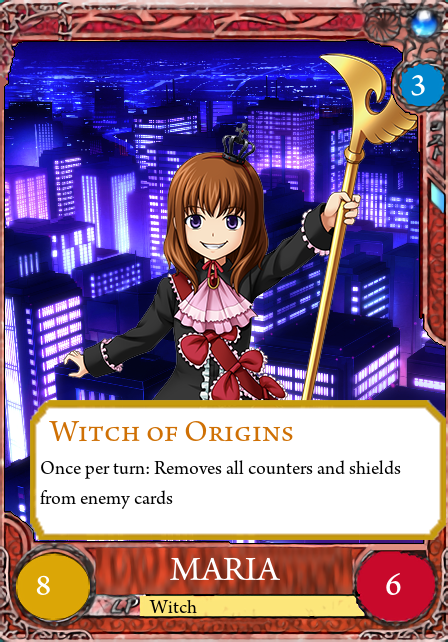 3
Witch of Origins
Once per turn: Removes all counters and shields
from enemy cards
8
MARIA
6
LP
Witch